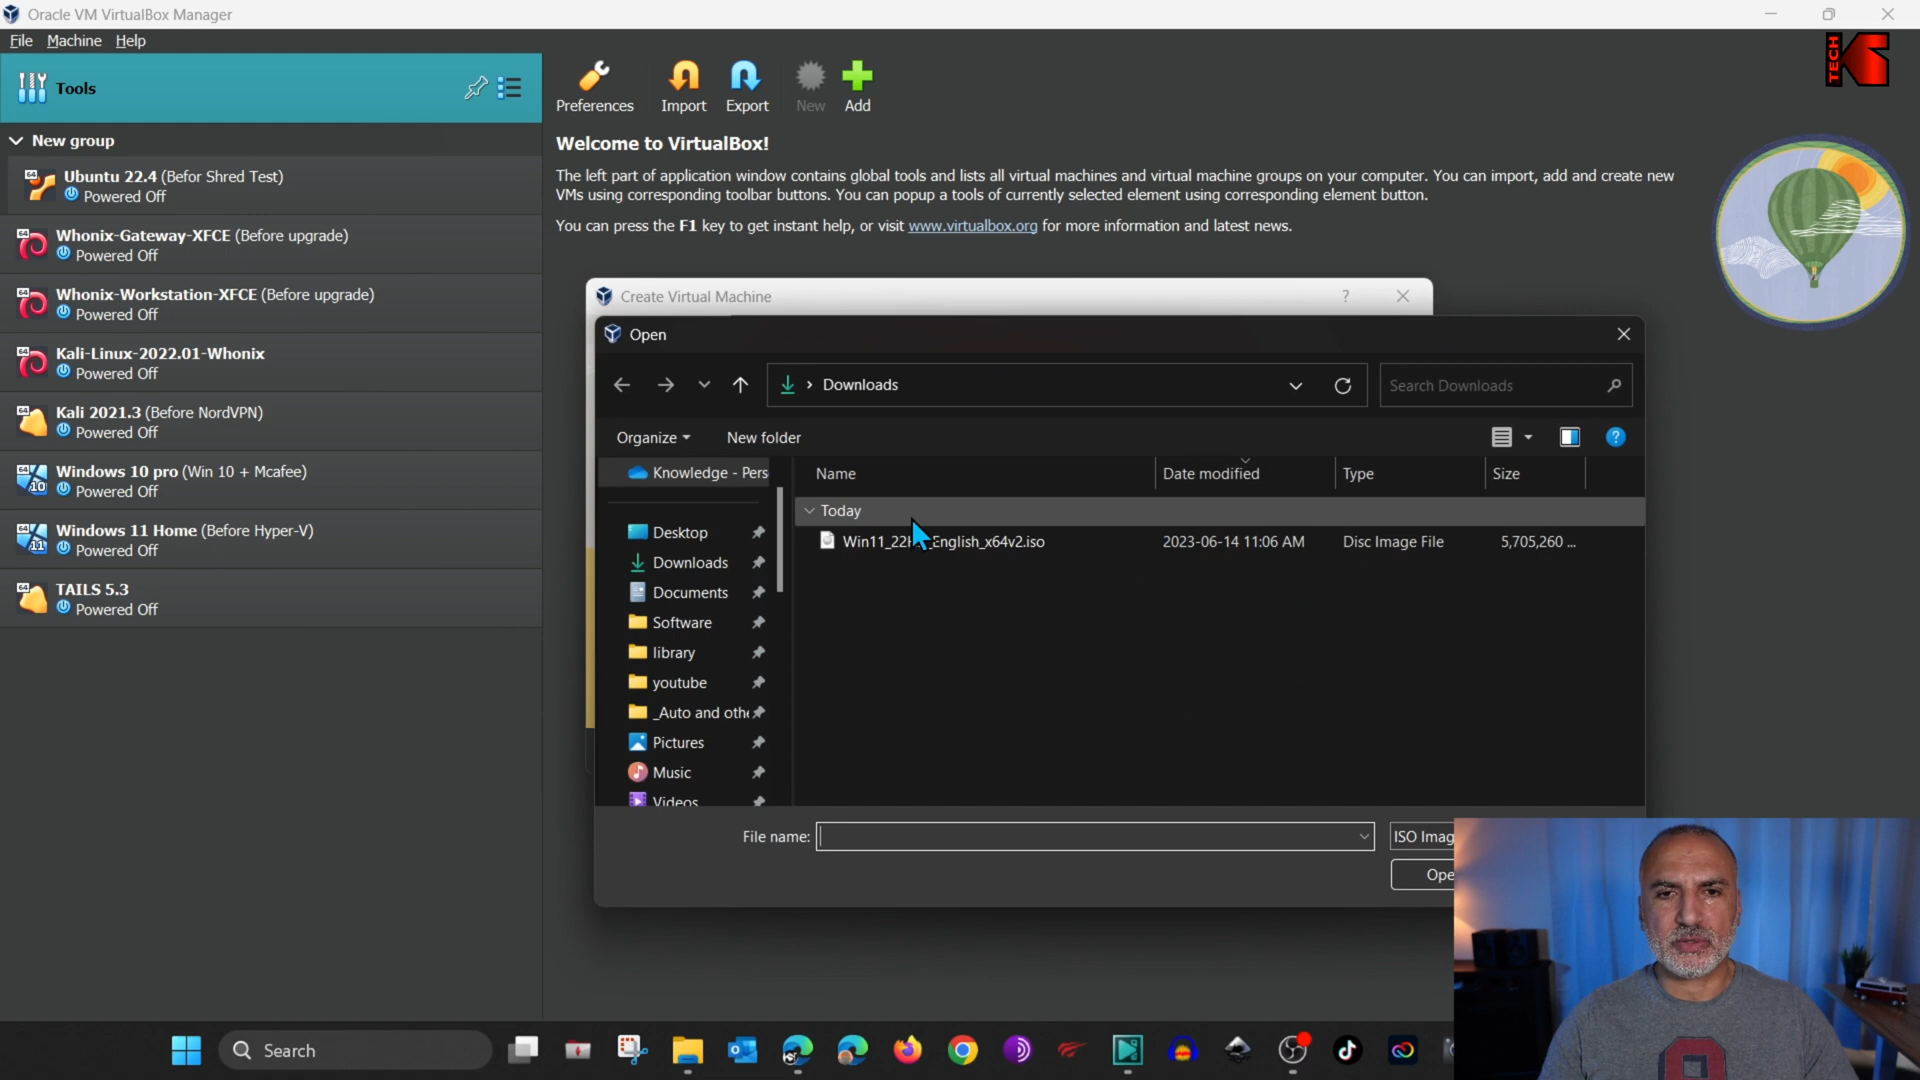 Oracle VM VirtualBox Manager
File Machine Help
TECH K
Tools
Preferences Import Export New Add
New group
Ubuntu 22.4 (Befor Shred Test)
Powered Off
Whonix-Gateway-XFCE (Before upgrade)
Powered Off
Whonix-Workstation-XFCE (Before upgrade)
Powered Off
Kali-Linux-2022.01-Whonix
Powered Off
Kali 2021.3 (Before NordVPN)
Powered Off
Windows 10 pro (Win 10 + Mcafee)
Powered Off
Windows 11 Home (Before Hyper-V)
Powered Off
TAILS 5.3
Powered Off
Welcome to VirtualBox!
The left part of application window contains global tools and lists all virtual machines and virtual machine groups on your computer. You can import, add and create new
VMs using corresponding toolbar buttons. You can popup a tools of currently selected element using corresponding element button.
You can press the F1 key to get instant help, or visit www.virtualbox.org for more information and latest news.
Create Virtual Machine
Open
Downloads
Search Downloads
Organize New folder
Knowledge - Pers
Desktop
Downloads
Documents
Software
library
youtube
_Auto and othe
Pictures
Music
Videos
Name Date modified Type Size
Today
English_x64v2.iso 2023-06-14 11:06 AM Disc Image File 5,705,260 ...
File name: ISO Imag
Ope
Search